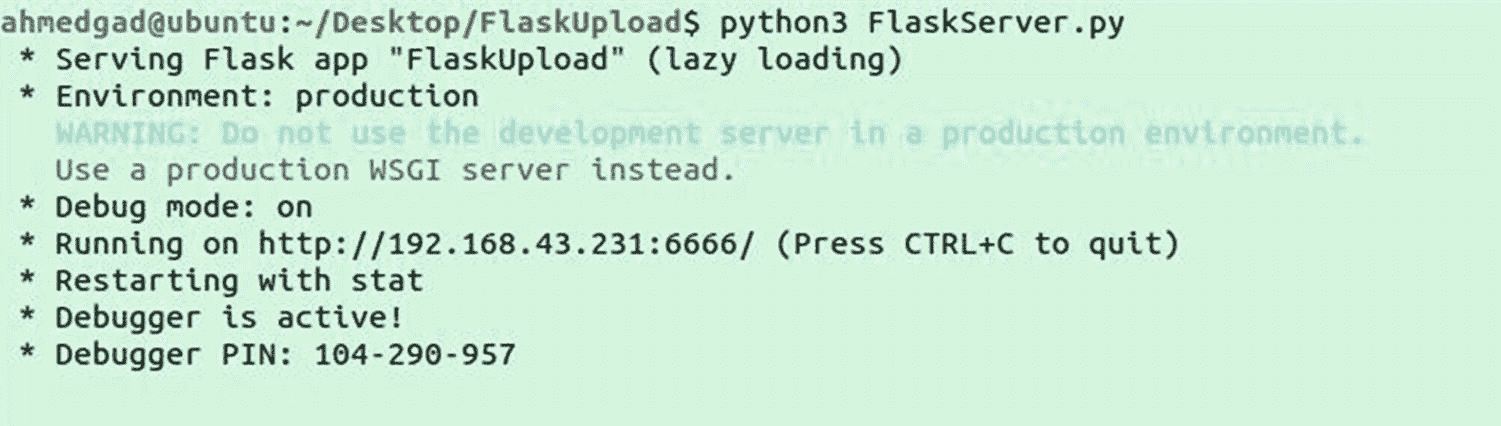 ahmedgad@ubuntu:~/Desktop/FlaskUpload$ python3 FlaskServer.py
* Serving Flask app "FlaskUpload" (lazy loading)
* Environment: production
WARNING: Do not use the development server in a production environment.
Use a production WSGI server instead.
* Debug mode: on
* Running on http://192.168.43.231:6666/ (Press CTRL+C to quit)
* Restarting with stat
* Debugger is active!
* Debugger PIN: 104-290-957